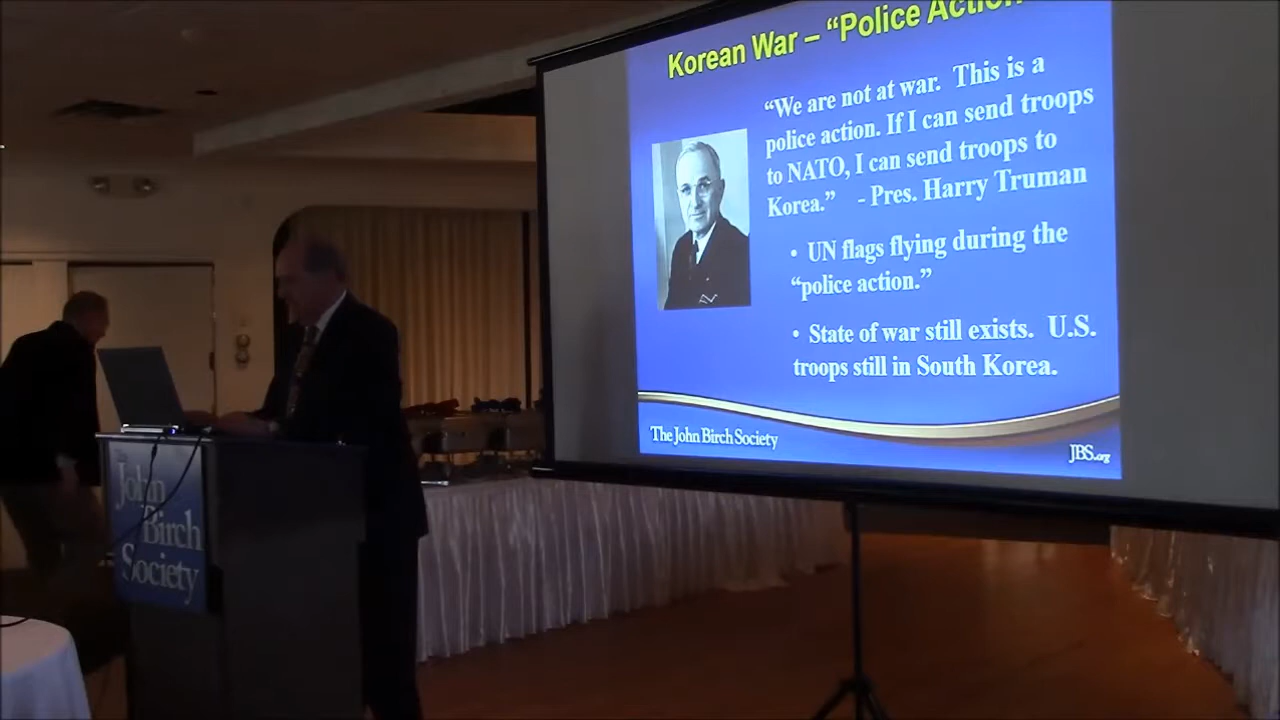 Korean War – “Police Action
“We are not at war. This is a
police action. If I can send troops
to NATO, I can send troops to
Korea.” - Pres. Harry Truman
• UN flags flying during the
“police action.”
• State of war still exists. U.S.
troops still in South Korea.
The John Birch Society
JBS.org
The
John
Birch
Society